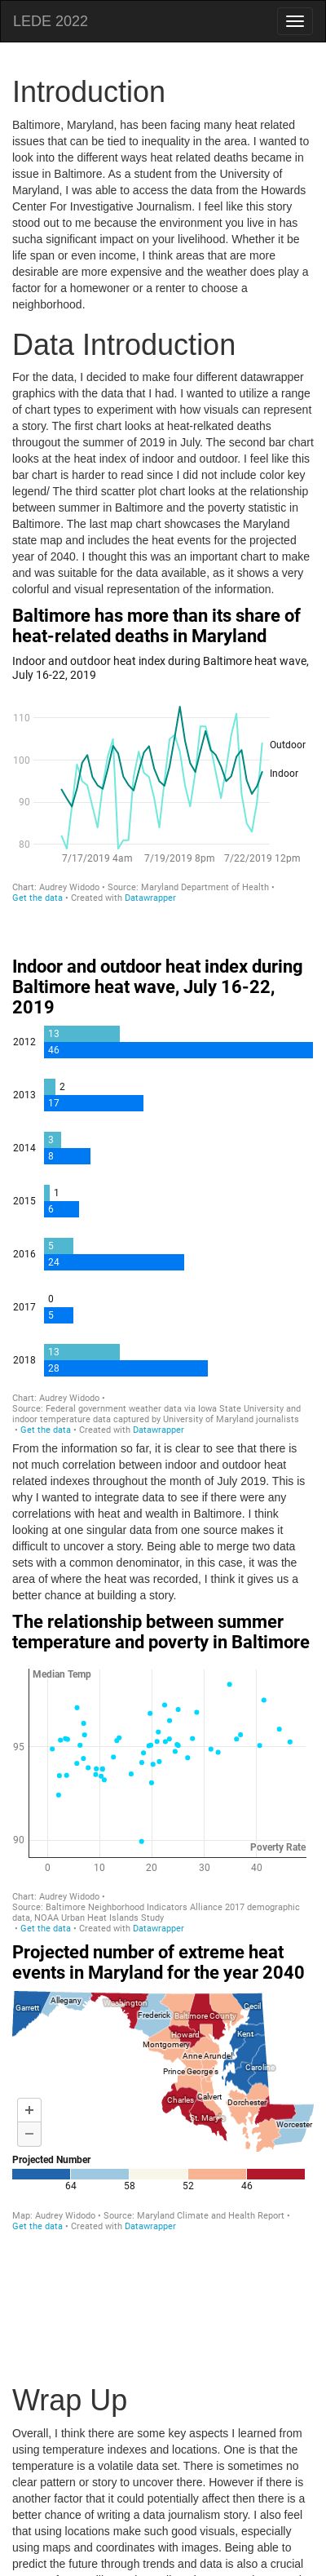 LEDE 2022
Introduction
Baltimore, Maryland, has been facing many heat related
issues that can be tied to inequality in the area. I wanted to
look into the different ways heat related deaths became in
issue in Baltimore. As a student from the University of
Maryland, I was able to access the data from the Howards
Center For Investigative Journalism. I feel like this story
stood out to me because the environment you live in has
sucha significant impact on your livelihood. Whether it be
life span or even income, I think areas that are more
desirable are more expensive and the weather does play a
factor for a homewoner or a renter to choose a
neighborhood.
Data Introduction
For the data, I decided to make four different datawrapper
graphics with the data that I had. I wanted to utilize a range
of chart types to experiment with how visuals can represent
a story. The first chart looks at heat-relkated deaths
througout the summer of 2019 in July. The second bar chart
looks at the heat index of indoor and outdoor. I feel like this
bar chart is harder to read since I did not include color key
legend/ The third scatter plot chart looks at the relationship
between summer in Baltimore and the poverty statistic in
Baltimore. The last map chart showcases the Maryland
state map and includes the heat events for the projected
year of 2040. I thought this was an important chart to make
and was suitable for the data available, as it shows a very
colorful and visual representation of the information.
Baltimore has more than its share of
heat-related deaths in Maryland
Indoor and outdoor heat index during Baltimore heat wave,
July 16-22, 2019
110
Outdoor
100
Indoor
90
80
7/17/2019 4am 7/19/2019 8pm 7/22/2019 12pm
Chart: Audrey Widodo • Source: Maryland Department of Health •
Get the data • Created with Datawrapper
Indoor and outdoor heat index during
Baltimore heat wave, July 16-22,
2019
2012 13
46
2013 2
17
2014 3
8
2015 1
6
2016 5
24
2017 0
5
2018 13
28
Chart: Audrey Widodo •
Source: Federal government weather data via Iowa State University and
indoor temperature data captured by University of Maryland journalists
• Get the data • Created with Datawrapper
From the information so far, it is clear to see that there is
not much correlation between indoor and outdoor heat
related indexes throughout the month of July 2019. This is
why I wanted to integrate data to see if there were any
correlations with heat and wealth in Baltimore. I think
looking at one singular data from one source makes it
difficult to uncover a story. Being able to merge two data
sets with a common denominator, in this case, it was the
area of where the heat was recorded, I think it gives us a
better chance at building a story.
The relationship between summer
temperature and poverty in Baltimore
Median Temp
95
90
Poverty Rate
0 10 20 30 40
Chart: Audrey Widodo •
Source: Baltimore Neighborhood Indicators Alliance 2017 demographic
data, NOAA Urban Heat Islands Study
• Get the data • Created with Datawrapper
Projected number of extreme heat
events in Maryland for the year 2040
Garrett Allegany Washington Frederick Baltimore County Cecil
Howard Kent
Montgomery Anne Arundel
Prince George's Caroline
Charles Calvert Dorchester
St. Mary's Worcester
+
−
Projected Number
64 58 52 46
Map: Audrey Widodo • Source: Maryland Climate and Health Report •
Get the data • Created with Datawrapper
Wrap Up
Overall, I think there are some key aspects I learned from
using temperature indexes and locations. One is that the
temperature is a volatile data set. There is sometimes no
clear pattern or story to uncover there. However if there is
another factor that it could potentially affect then there is a
better chance of writing a data journalism story. I also feel
that using locations make such good visuals, especially
using maps and coordinates with images. Being able to
predict the future through trends and data is also a crucial